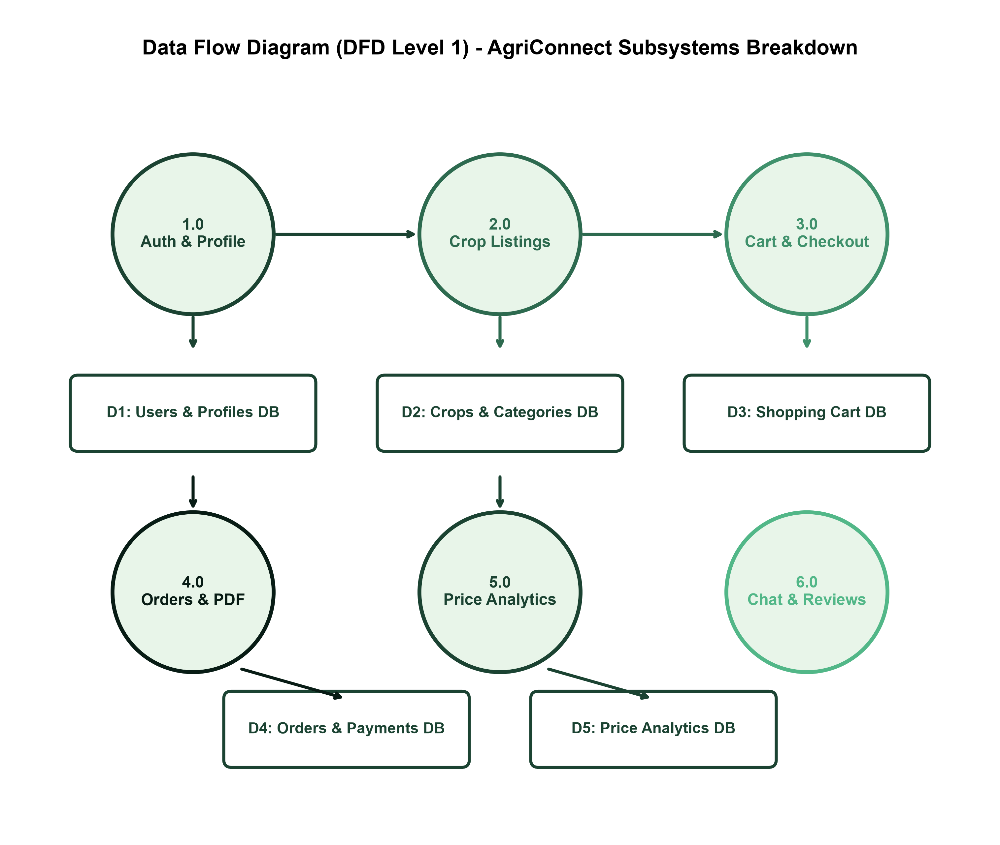 Data Flow Diagram (DFD Level 1) - AgriConnect Subsystems Breakdown
1.0
Auth & Profile
2.0
Crop Listings
3.0
Cart & Checkout
D1: Users & Profiles DB
D2: Crops & Categories DB
D3: Shopping Cart DB
4.0
Orders & PDF
5.0
Price Analytics
6.0
Chat & Reviews
D4: Orders & Payments DB
D5: Price Analytics DB